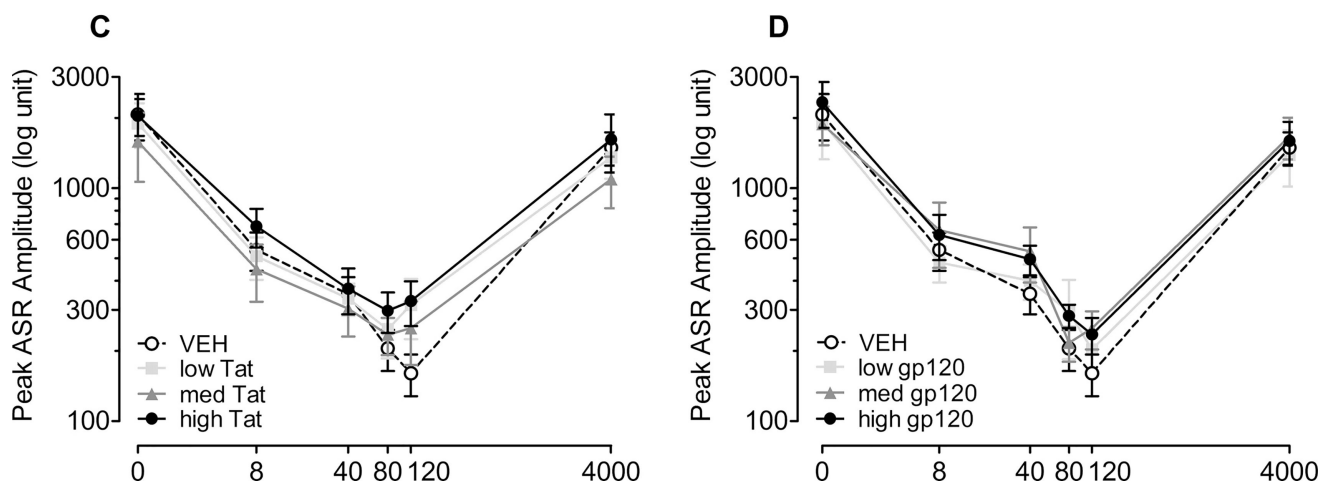 C
Peak ASR Amplitude (log unit)
3000
1000
600
300
100
VEH
low Tat
med Tat
high Tat
0 8 40 80 120 4000
D
Peak ASR Amplitude (log unit)
3000
1000
600
300
100
VEH
low gp120
med gp120
high gp120
0 8 40 80 120 4000